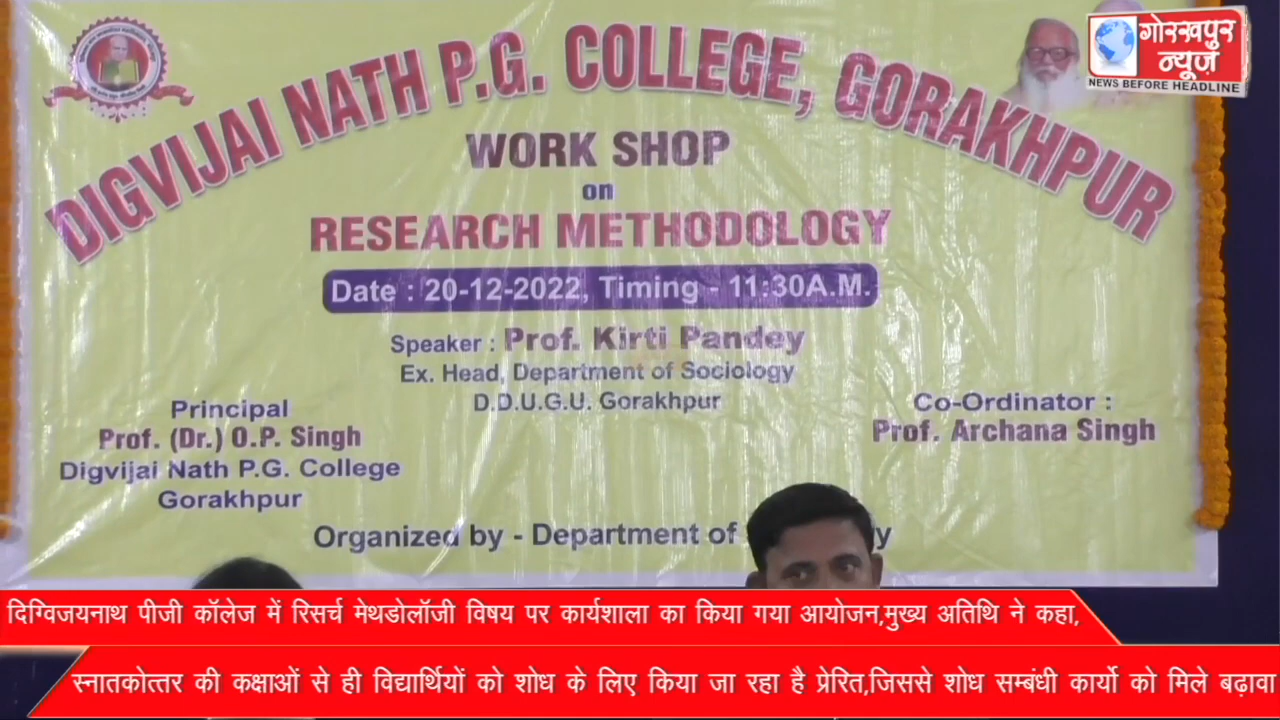 गोरखपुर
न्यूज़
NEWS BEFORE HEADLINE
DIGVIJAI NATH P.G. COLLEGE, GORAKHPUR
WORK SHOP
on
RESEARCH METHODOLOGY
Date : 20-12-2022, Timing - 11:30A.M.
Speaker : Prof. Kirti Pandey
Ex. Head, Department of Sociology
D.D.U.G.U. Gorakhpur
Principal
Prof. (Dr.) O.P. Singh
Digvijai Nath P.G. College
Gorakhpur
Co-Ordinator :
Prof. Archana Singh
Organized by - Department of
दिग्विजयनाथ पीजी कॉलेज में रिसर्च मेथडोलॉजी विषय पर कार्यशाला का किया गया आयोजन,मुख्य अतिथि ने कहा,
स्नातकोत्तर की कक्षाओं से ही विद्यार्थियों को शोध के लिए किया जा रहा है प्रेरित,जिससे शोध सम्बंधी कार्यो को मिले बढ़ावा